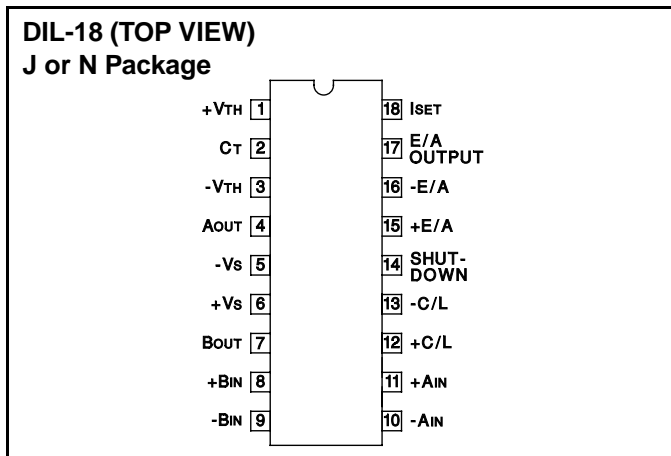 DIL-18 (TOP VIEW)
J or N Package
+VTH 1
18 ISET
CT 2
17 E/A OUTPUT
-VTH 3
16 -E/A
AOUT 4
15 +E/A
-VS 5
14 SHUT-DOWN
+VS 6
13 -C/L
BOUT 7
12 +C/L
+BIN 8
11 +AIN
-BIN 9
10 -AIN